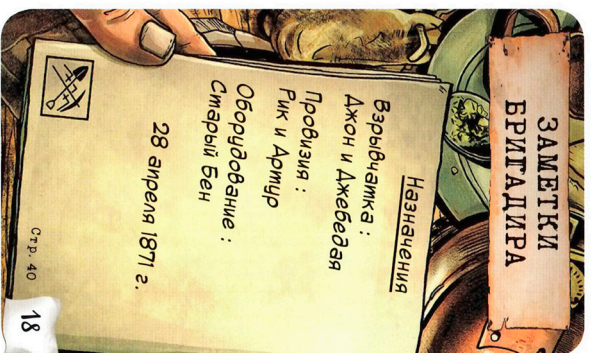 ЗАМЕТКИ
БРИГАДИРА
Назначения
Взрывчатка :
Джон и Джебедая
Провизия :
Рик и Артур
Оборудование :
Старый Бен
28 апреля 1871 г.
Стр. 40
18